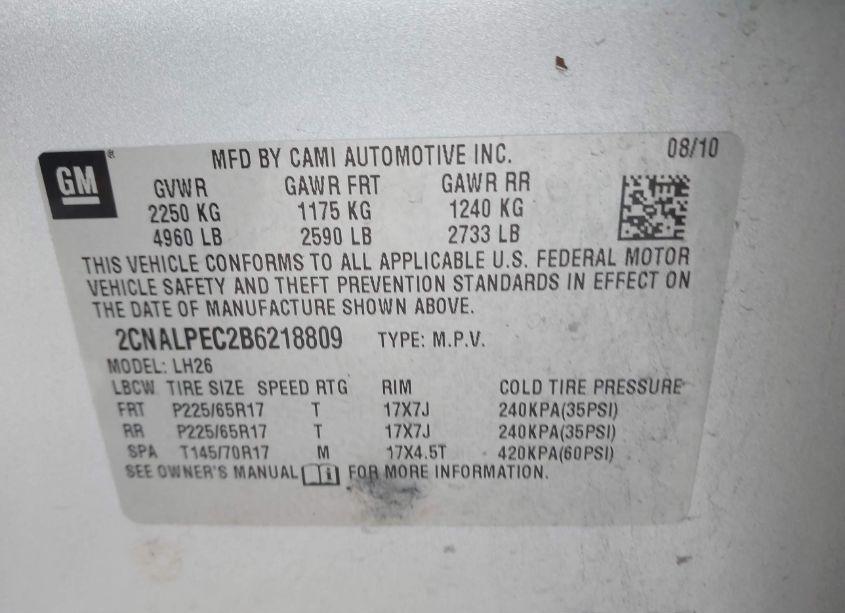 GM®
MFD BY CAMI AUTOMOTIVE INC. 08/10
GVWR GAWR FRT GAWR RR
2250 KG 1175 KG 1240 KG
4960 LB 2590 LB 2733 LB
THIS VEHICLE CONFORMS TO ALL APPLICABLE U.S. FEDERAL MOTOR
VEHICLE SAFETY AND THEFT PREVENTION STANDARDS IN EFFECT ON
THE DATE OF MANUFACTURE SHOWN ABOVE.
2CNALPEC2B6218809 TYPE: M.P.V.
MODEL: LH26
LBCW TIRE SIZE SPEED RTG RIM COLD TIRE PRESSURE
FRT P225/65R17 T 17X7J 240KPA(35PSI)
RR P225/65R17 T 17X7J 240KPA(35PSI)
SPA T145/70R17 M 17X4.5T 420KPA(60PSI)
SEE OWNER'S MANUAL FOR MORE INFORMATION.